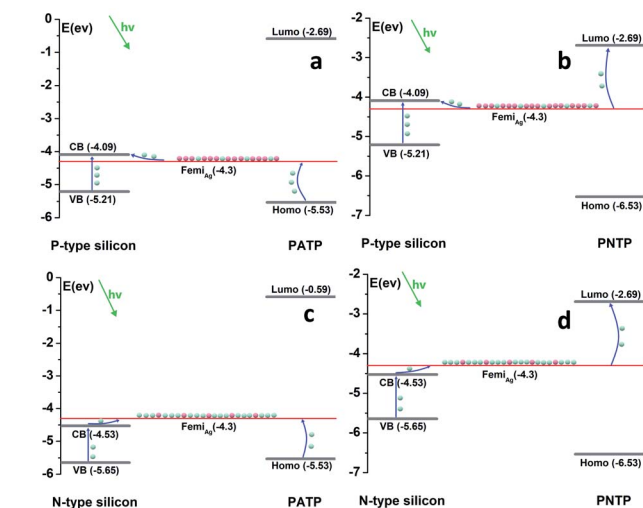 E(ev)
hν
a
0
-1
-2
-3
-4
-5
-6
Lumo (-2.69)
CB (-4.09)
Femi_Ag(-4.3)
VB (-5.21)
Homo (-5.53)
P-type silicon
PATP
E(ev)
hν
b
-2
-3
-4
-5
-6
-7
Lumo (-2.69)
CB (-4.09)
Femi_Ag(-4.3)
VB (-5.21)
Homo (-6.53)
P-type silicon
PNTP
E(ev)
hν
c
0
-1
-2
-3
-4
-5
-6
Lumo (-0.59)
Femi_Ag(-4.3)
CB (-4.53)
VB (-5.65)
Homo (-5.53)
N-type silicon
PATP
E(ev)
hν
d
-2
-3
-4
-5
-6
-7
Lumo (-2.69)
Femi_Ag(-4.3)
CB (-4.53)
VB (-5.65)
Homo (-6.53)
N-type silicon
PNTP